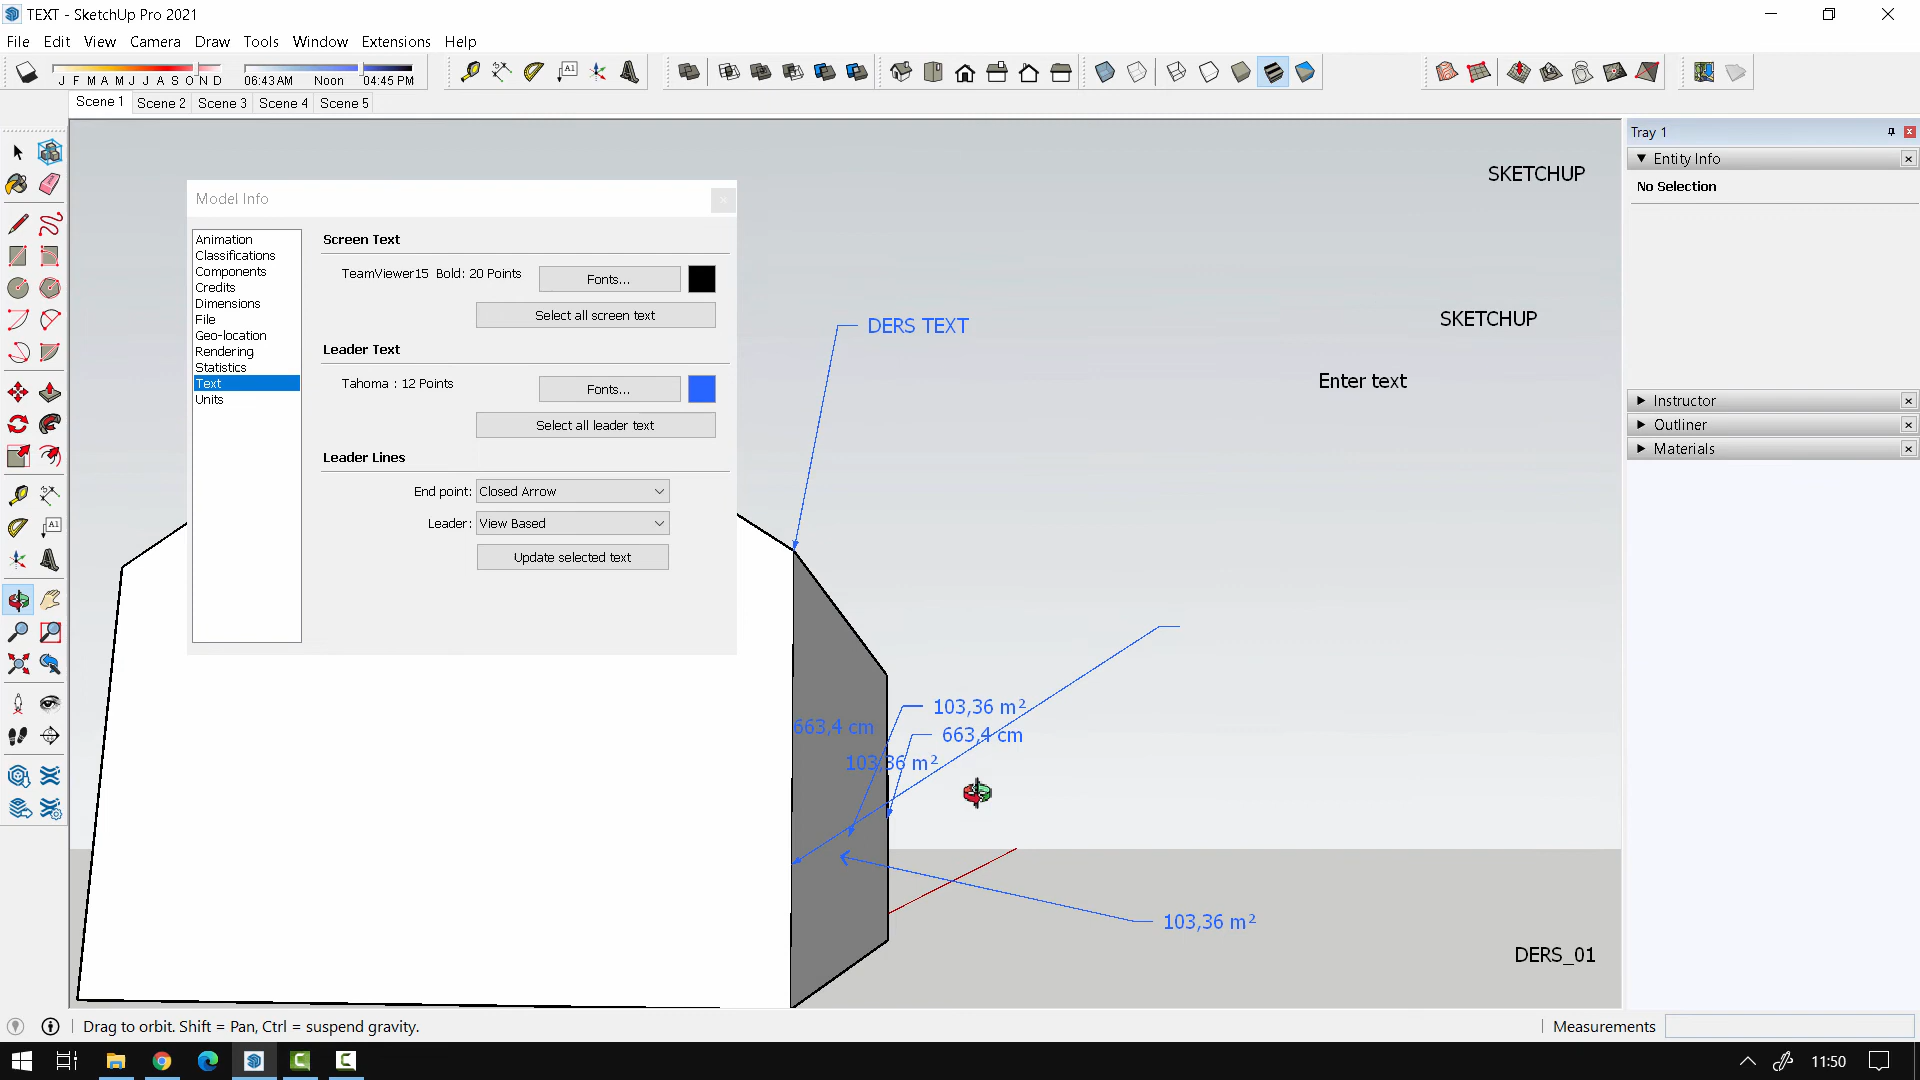 TEXT - SketchUp Pro 2021
File Edit View Camera Draw Tools Window Extensions Help
J F M A M J J A S O N D 06:43 AM Noon 04:45 PM
Scene 1 Scene 2 Scene 3 Scene 4 Scene 5
Model Info
Animation
Classifications
Components
Credits
Dimensions
File
Geo-location
Rendering
Statistics
Text
Units
Screen Text
TeamViewer15 Bold: 20 Points Fonts...
Select all screen text
Leader Text
Tahoma : 12 Points Fonts...
Select all leader text
Leader Lines
End point: Closed Arrow
Leader: View Based
Update selected text
SKETCHUP
DERS TEXT
SKETCHUP
Enter text
103,36 m²
663,4 cm
663,4 cm
103,36 m²
103,36 m²
DERS_01
Tray 1
Entity Info
No Selection
Instructor
Outliner
Materials
A1
A1
Drag to orbit. Shift = Pan, Ctrl = suspend gravity.
Measurements
11:50